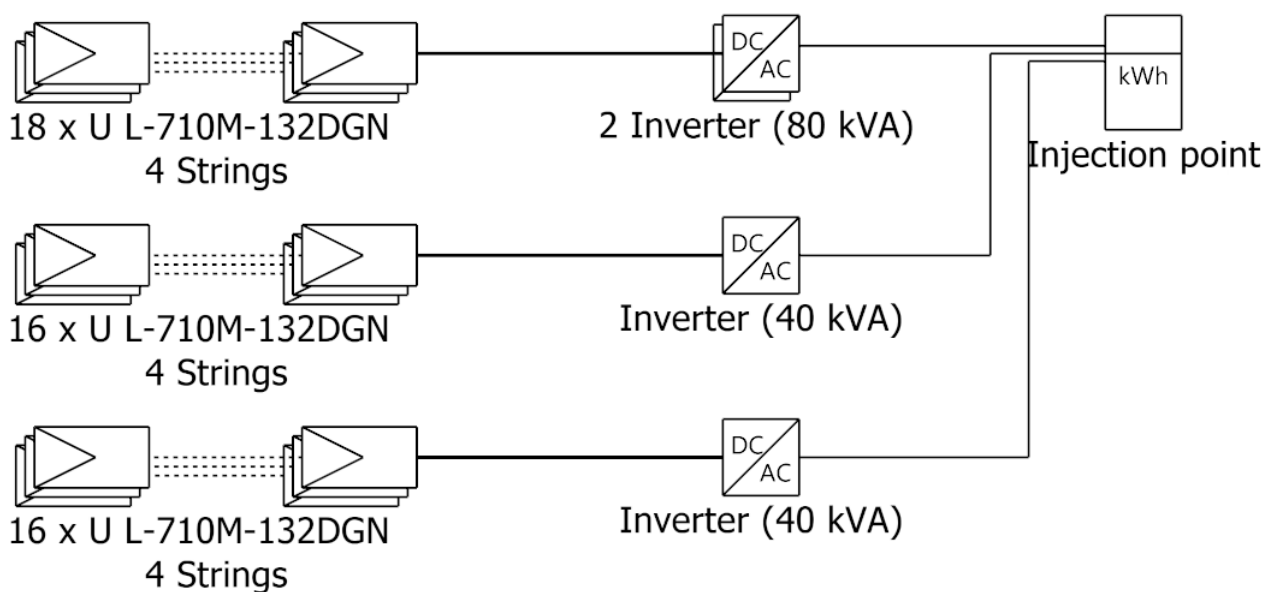 DC
AC
kWh
18 x U L-710M-132DGN
2 Inverter (80 kVA)
Injection point
4 Strings
DC
AC
16 x U L-710M-132DGN
Inverter (40 kVA)
4 Strings
DC
AC
16 x U L-710M-132DGN
Inverter (40 kVA)
4 Strings